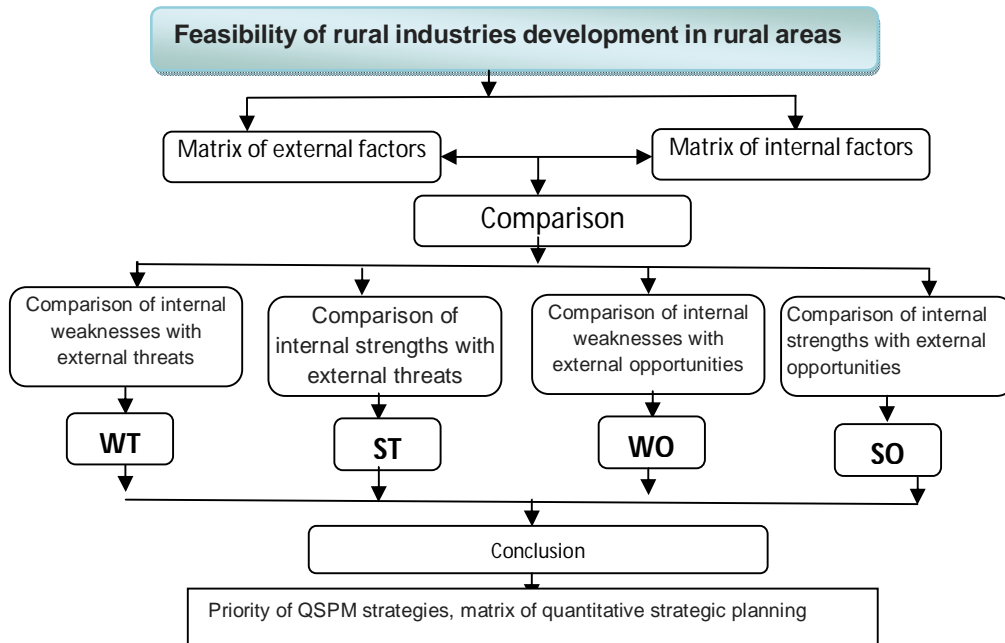 Feasibility of rural industries development in rural areas
Matrix of external factors
Matrix of internal factors
Comparison
Comparison of internal
weaknesses with
external threats
Comparison of
internal strengths with
external threats
Comparison of internal
weaknesses with
external opportunities
Comparison of internal
strengths with external
opportunities
WT
ST
WO
SO
Conclusion
Priority of QSPM strategies, matrix of quantitative strategic planning